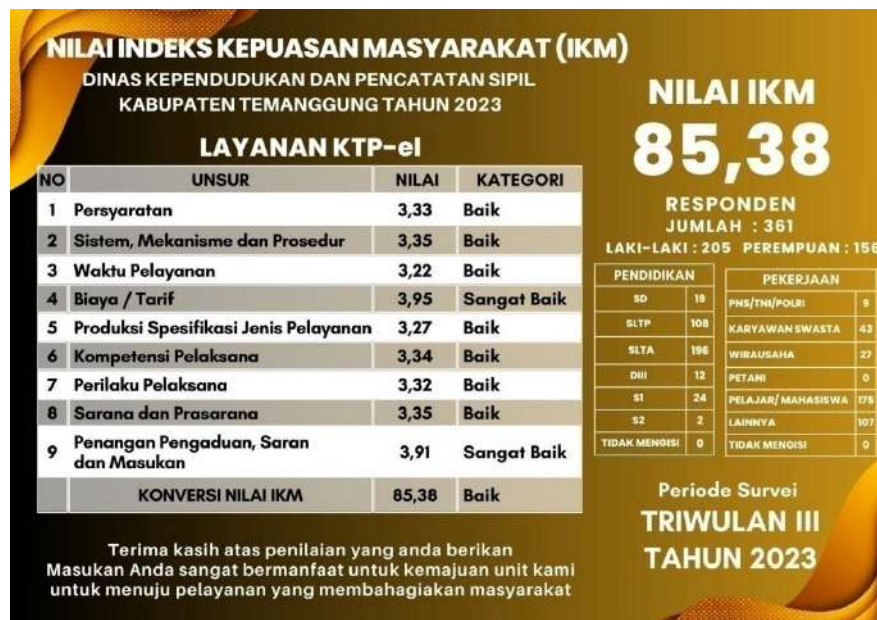 NILAI INDEKS KEPUASAN MASYARAKAT (IKM)
DINAS KEPENDUDUKAN DAN PENCATATAN SIPIL
KABUPATEN TEMANGGUNG TAHUN 2023
LAYANAN KTP-el
NO UNSUR NILAI KATEGORI
1 Persyaratan 3,33 Baik
2 Sistem, Mekanisme dan Prosedur 3,35 Baik
3 Waktu Pelayanan 3,22 Baik
4 Biaya / Tarif 3,95 Sangat Baik
5 Produksi Spesifikasi Jenis Pelayanan 3,27 Baik
6 Kompetensi Pelaksana 3,34 Baik
7 Perilaku Pelaksana 3,32 Baik
8 Sarana dan Prasarana 3,35 Baik
9 Penangan Pengaduan, Saran
dan Masukan 3,91 Sangat Baik
KONVERSI NILAI IKM 85,38 Baik
Terima kasih atas penilaian yang anda berikan
Masukan Anda sangat bermanfaat untuk kemajuan unit kami
untuk menuju pelayanan yang membahagiakan masyarakat
NILAI IKM
85,38
RESPONDEN
JUMLAH : 361
LAKI-LAKI : 205 PEREMPUAN : 156
PENDIDIKAN
SD 19
SLTP 108
SLTA 196
DIII 12
S1 24
S2 2
TIDAK MENGISI 0
PEKERJAAN
PNS/TNI/POLRI 9
KARYAWAN SWASTA 43
WIRAUSAHA 27
PETANI 0
PELAJAR/ MAHASISWA 175
LAINNYA 107
TIDAK MENGISI 0
Periode Survei
TRIWULAN III
TAHUN 2023